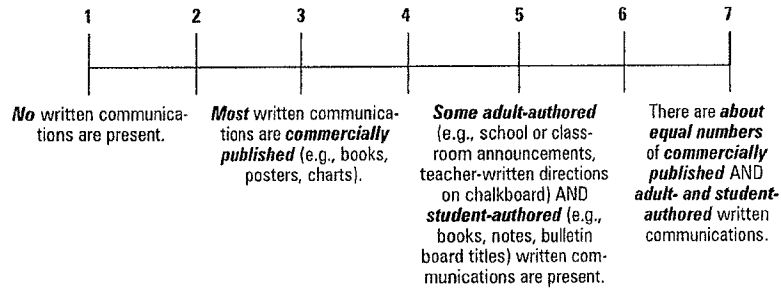 1 2 3 4 5 6 7
No written communica-
tions are present.
Most written communica-
tions are commercially
published (e.g., books,
posters, charts).
Some adult-authored
(e.g., school or class-
room announcements,
teacher-written directions
on chalkboard) AND
student-authored (e.g.,
books, notes, bulletin
board titles) written com-
munications are present.
There are about
equal numbers
of commercially
published AND
adult- and student-
authored written
communications.